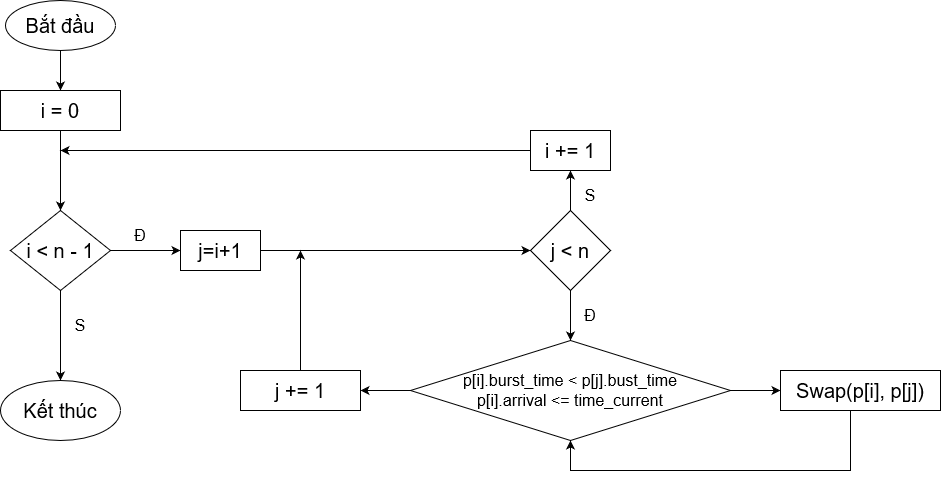 Bắt đầu
i = 0
i += 1
S
i < n - 1
Đ
j=i+1
j < n
S
Đ
Kết thúc
j += 1
p[i].burst_time < p[j].bust_time
p[i].arrival <= time_current
Swap(p[i], p[j])